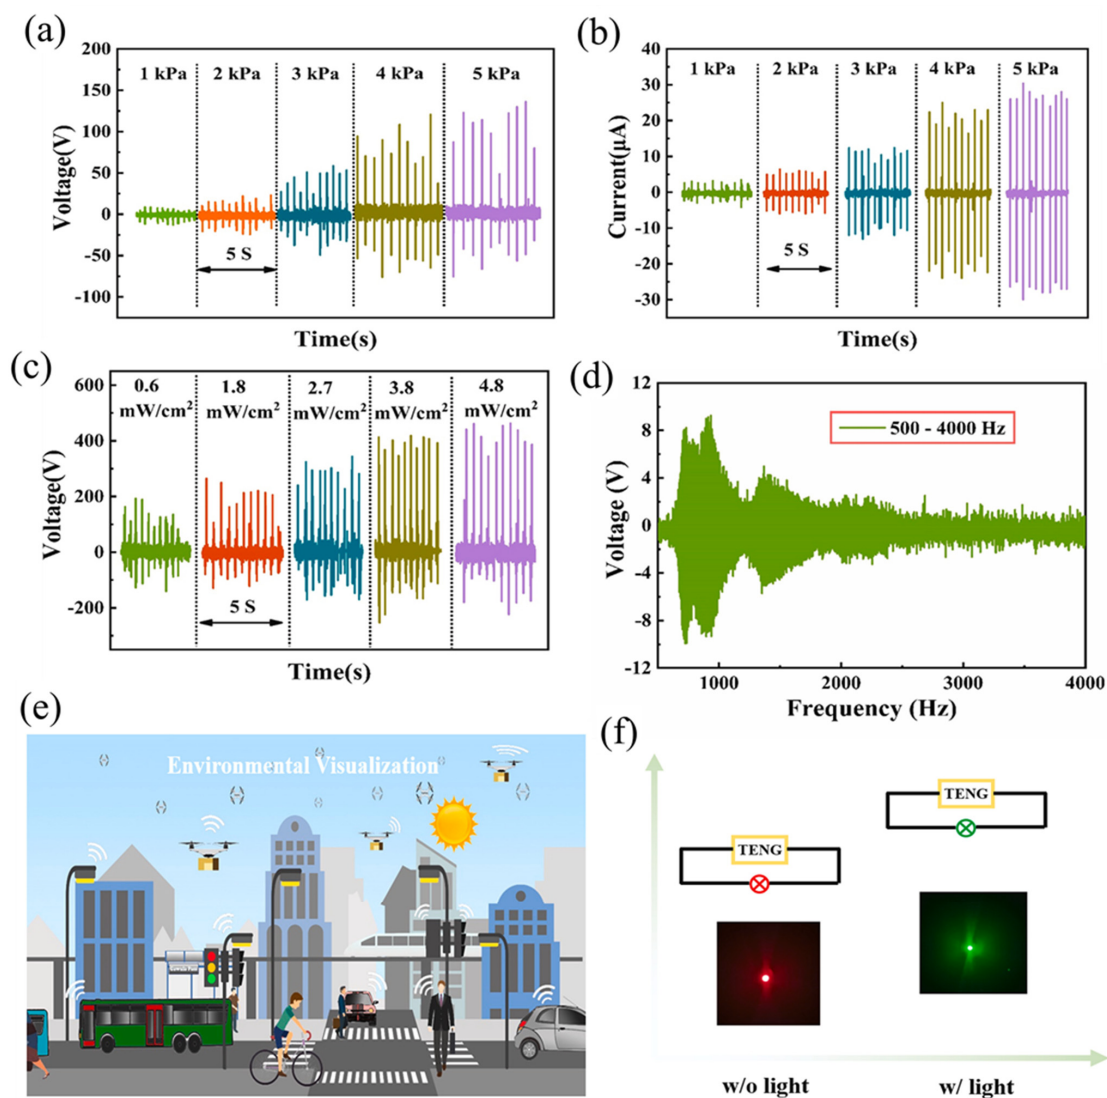 (a)
200
150
100
50
0
-50
-100
Voltage(V)
1 kPa 2 kPa 3 kPa 4 kPa 5 kPa
5 S
Time(s)
(b)
40
30
20
10
0
-10
-20
-30
Current(μA)
1 kPa 2 kPa 3 kPa 4 kPa 5 kPa
5 S
Time(s)
(c)
600
400
200
0
-200
Voltage(V)
0.6 1.8 2.7 3.8 4.8
mW/cm² mW/cm² mW/cm² mW/cm² mW/cm²
5 S
Time(s)
(d)
12
8
4
0
-4
-8
-12
Voltage (V)
500 - 4000 Hz
1000 2000 3000 4000
Frequency (Hz)
(e)
Environmental Visualization
(f)
TENG
TENG
w/o light w/ light